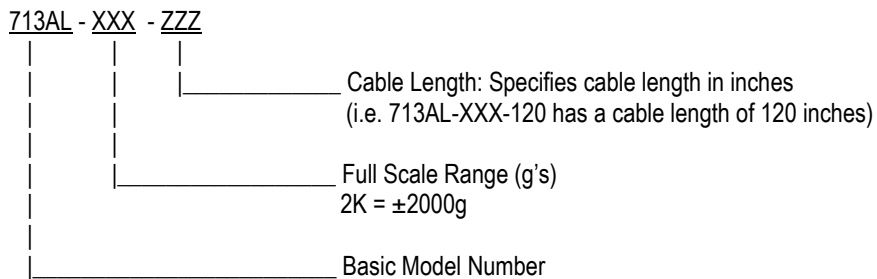 713AL - XXX - ZZZ
Cable Length: Specifies cable length in inches
(i.e. 713AL-XXX-120 has a cable length of 120 inches)
Full Scale Range (g’s)
2K = ±2000g
Basic Model Number